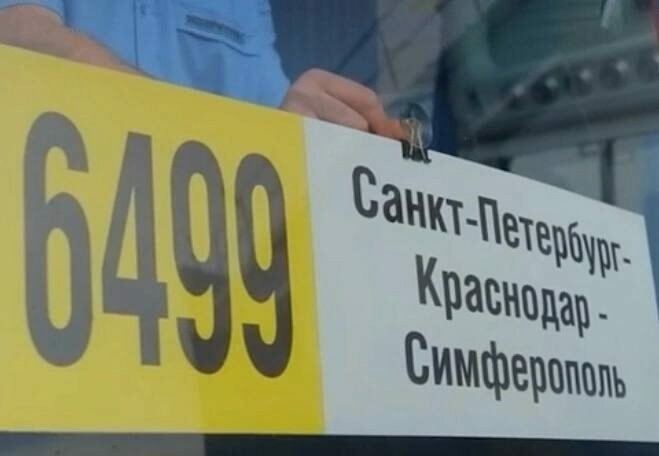 6499
Санкт-Петербург-
Краснодар -
Симферополь